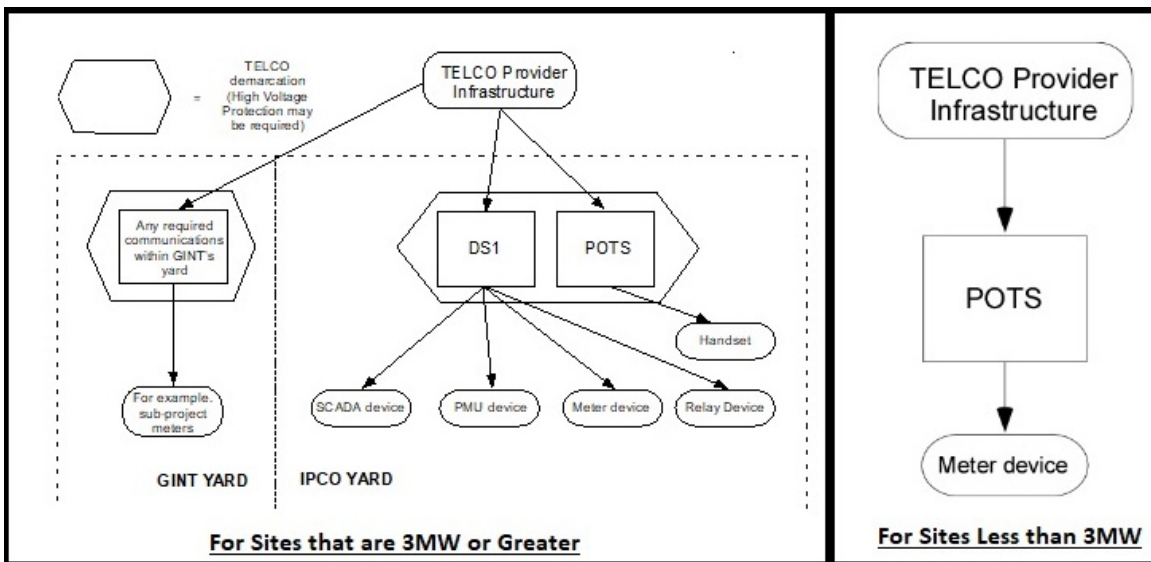 =
TELCO
demarcation
(High Voltage
Protection may
be required)
TELCO Provider
Infrastructure
Any required
communications
within GINT's
yard
DS1
POTS
Handset
For example.
sub-project
meters
SCADA device
PMU device
Meter device
Relay Device
GINT YARD
IPCO YARD
For Sites that are 3MW or Greater
TELCO Provider
Infrastructure
POTS
Meter device
For Sites Less than 3MW